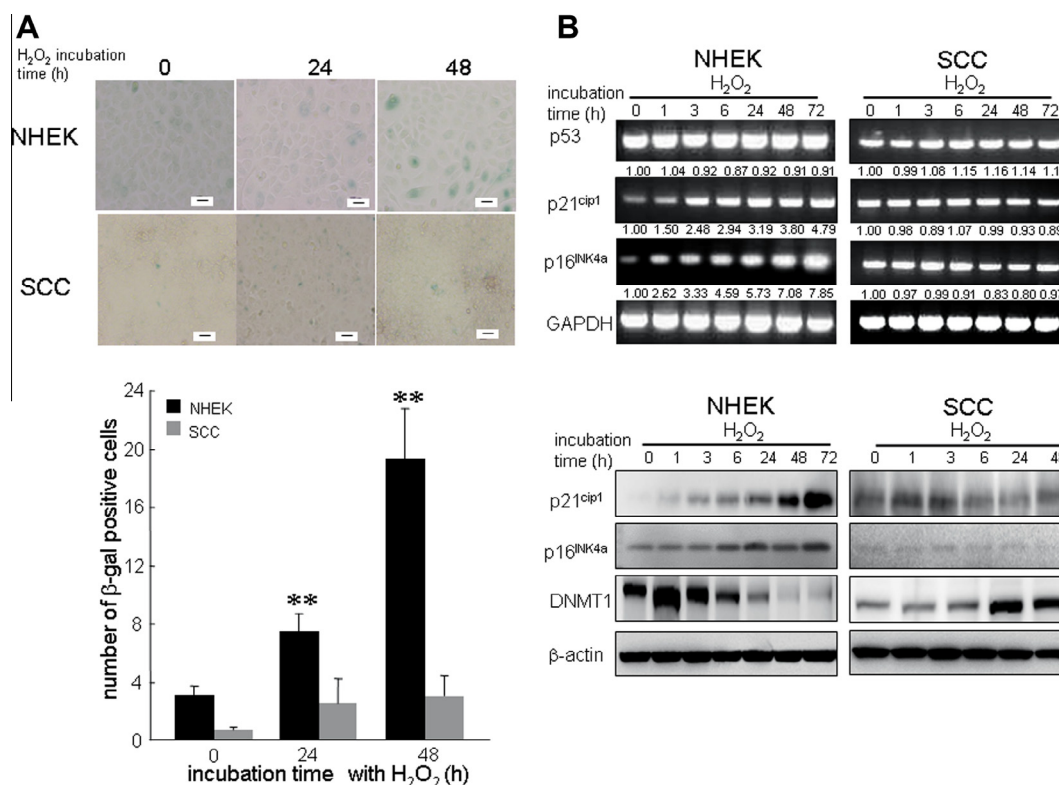 A
H₂O₂ incubation
time (h)
0 24 48
NHEK
SCC
24
20
16
12
8
4
0
number of β-gal positive cells
NHEK
SCC
**
**
0 24 48
incubation time with H₂O₂ (h)
B
NHEK SCC
H₂O₂ H₂O₂
incubation
time (h) 0 1 3 6 24 48 72 0 1 3 6 24 48 72
p53
1.00 1.04 0.92 0.87 0.92 0.91 0.91 1.00 0.99 1.08 1.15 1.16 1.14
p21ᶜⁱᵖ¹
1.00 1.50 2.48 2.94 3.19 3.80 4.79 1.00 0.98 0.89 1.07 0.99 0.93 0.89
p16ᴵᴺᴷ⁴ᵃ
1.00 2.62 3.33 4.59 5.73 7.08 7.85 1.00 0.97 0.99 0.91 0.83 0.80
GAPDH
NHEK SCC
H₂O₂ H₂O₂
incubation
time (h) 0 1 3 6 24 48 72 0 1 3 6 24
p21ᶜⁱᵖ¹
p16ᴵᴺᴷ⁴ᵃ
DNMT1
β-actin